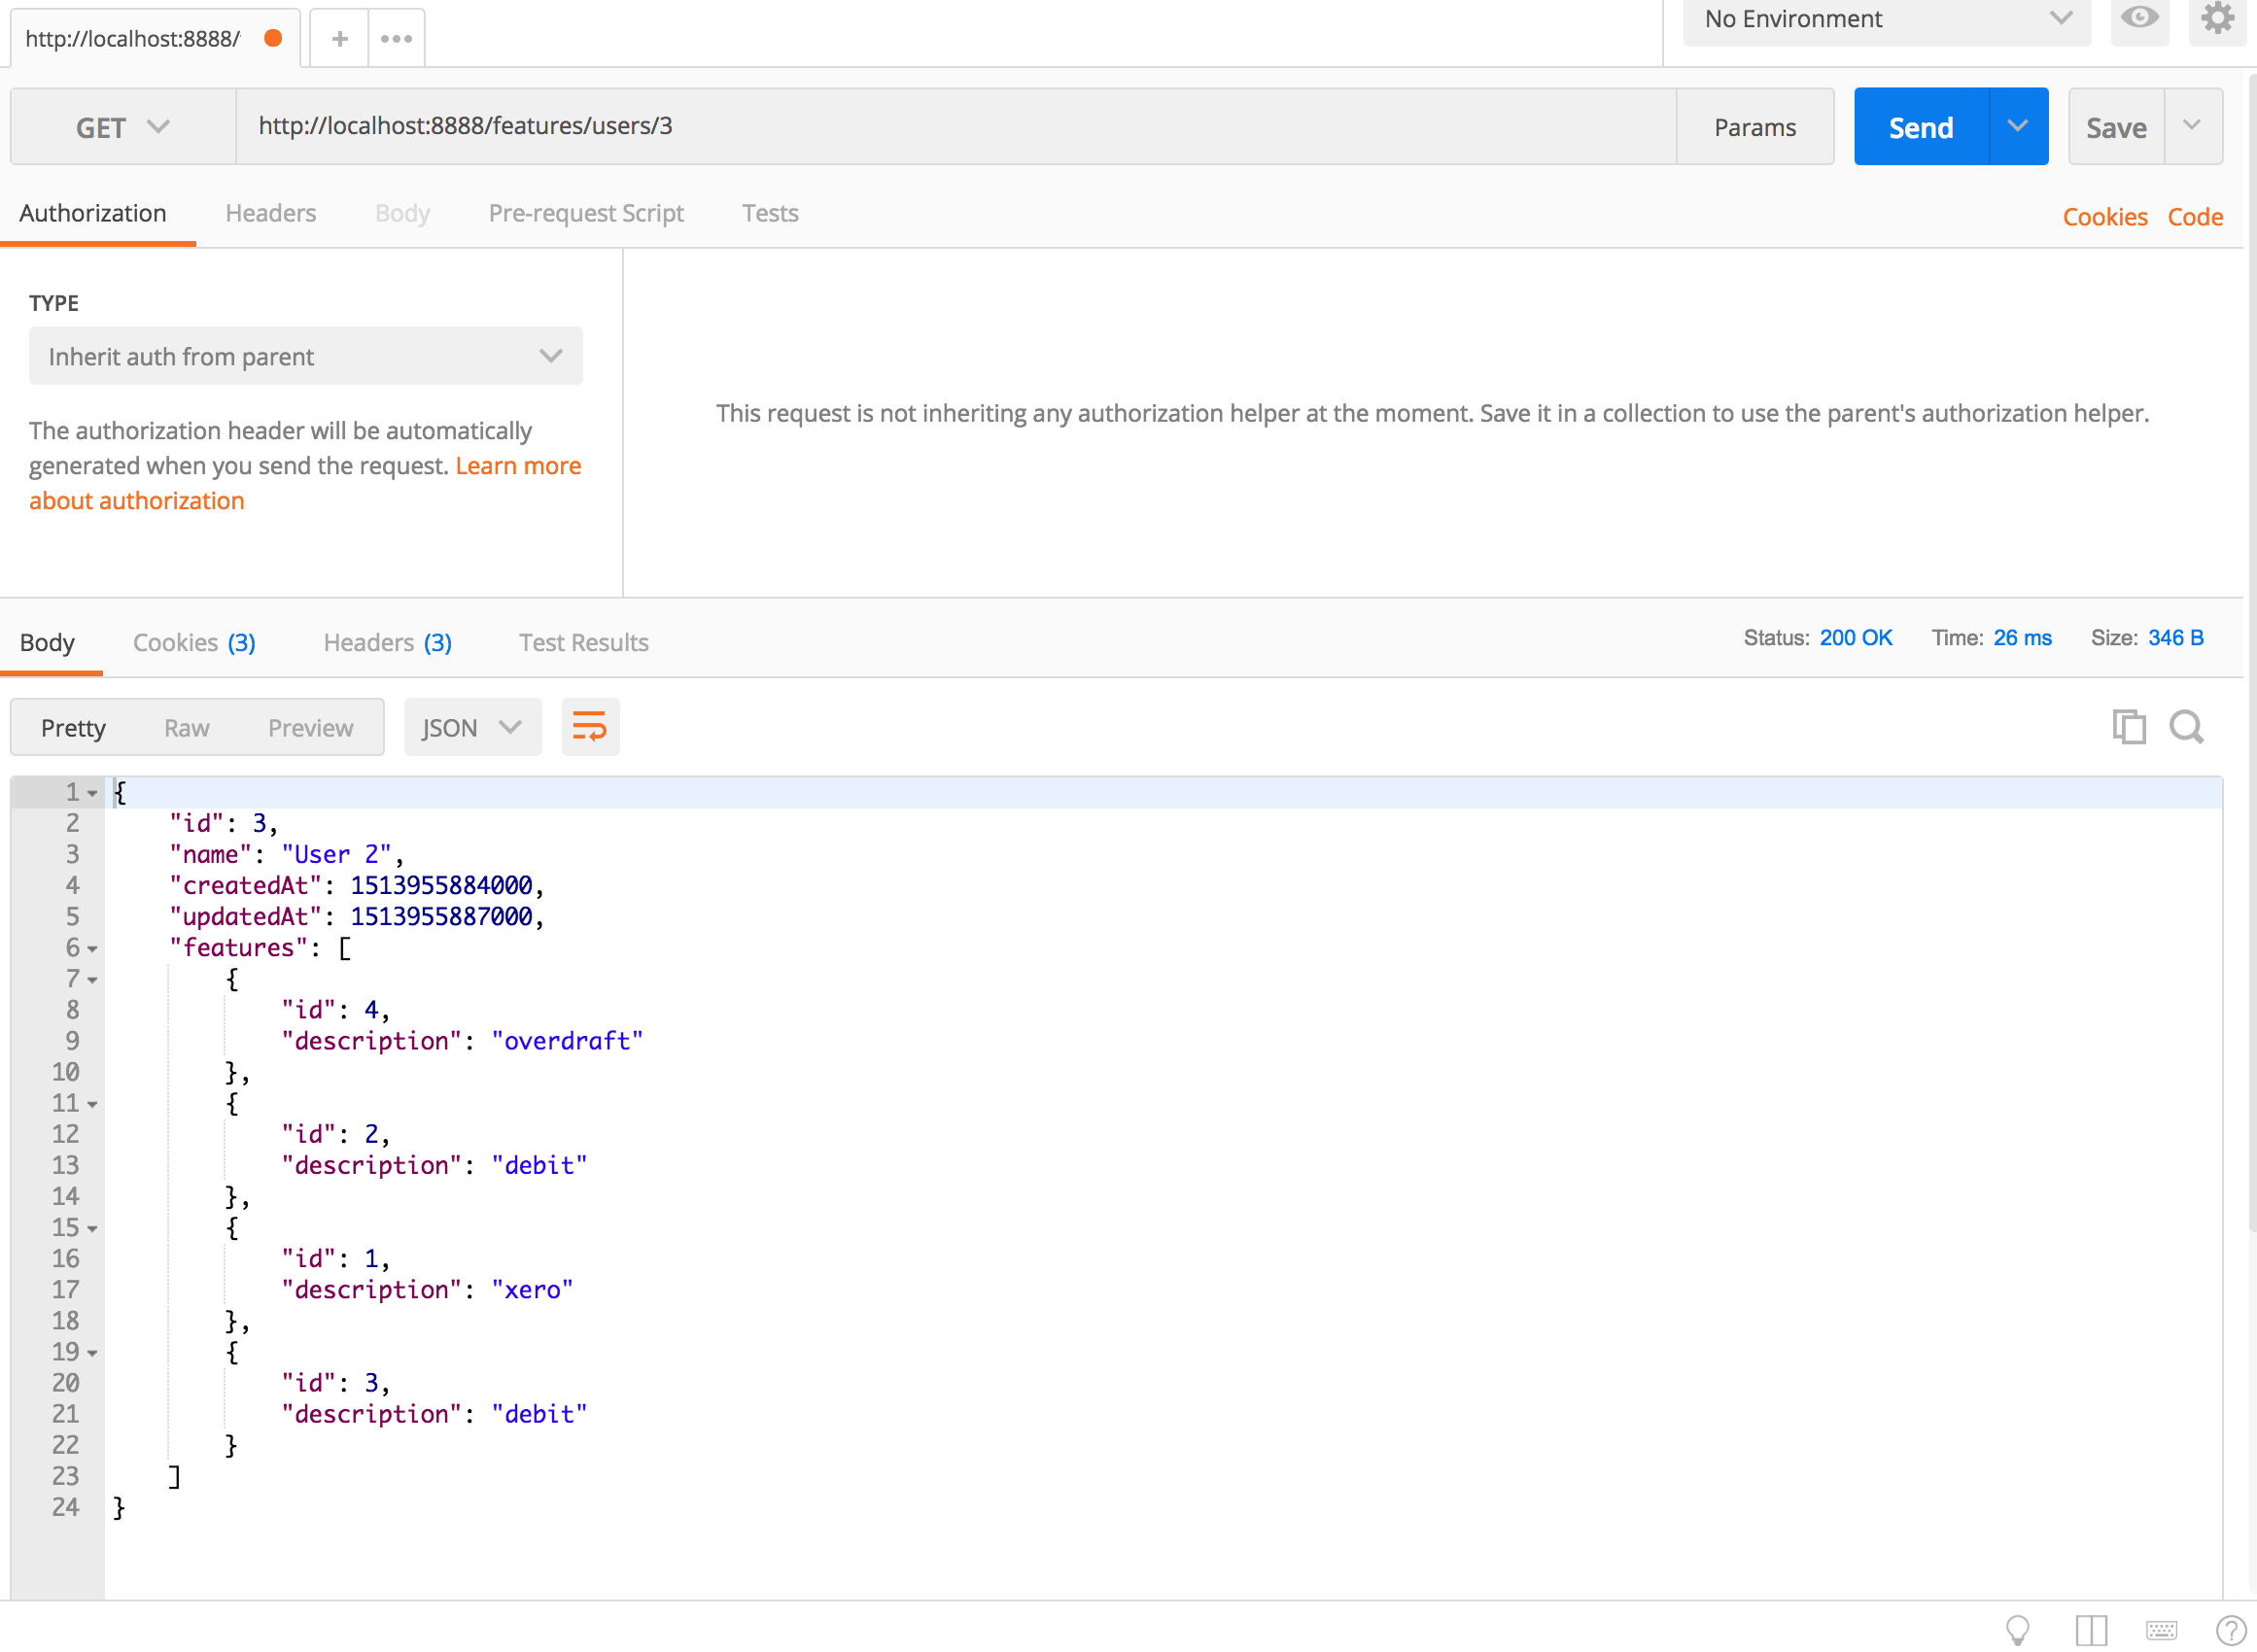 http://localhost:8888/
No Environment
GET http://localhost:8888/features/users/3 Params Send Save
Authorization Headers Body Pre-request Script Tests Cookies Code
TYPE
Inherit auth from parent
The authorization header will be automatically
generated when you send the request. Learn more
about authorization
This request is not inheriting any authorization helper at the moment. Save it in a collection to use the parent's authorization helper.
Body Cookies (3) Headers (3) Test Results Status: 200 OK Time: 26 ms Size: 346 B
Pretty Raw Preview JSON
1 {
2 "id": 3,
3 "name": "User 2",
4 "createdAt": 1513955884000,
5 "updatedAt": 1513955887000,
6 "features": [
7 {
8 "id": 4,
9 "description": "overdraft"
10 },
11 {
12 "id": 2,
13 "description": "debit"
14 },
15 {
16 "id": 1,
17 "description": "xero"
18 },
19 {
20 "id": 3,
21 "description": "debit"
22 }
23 ]
24 }